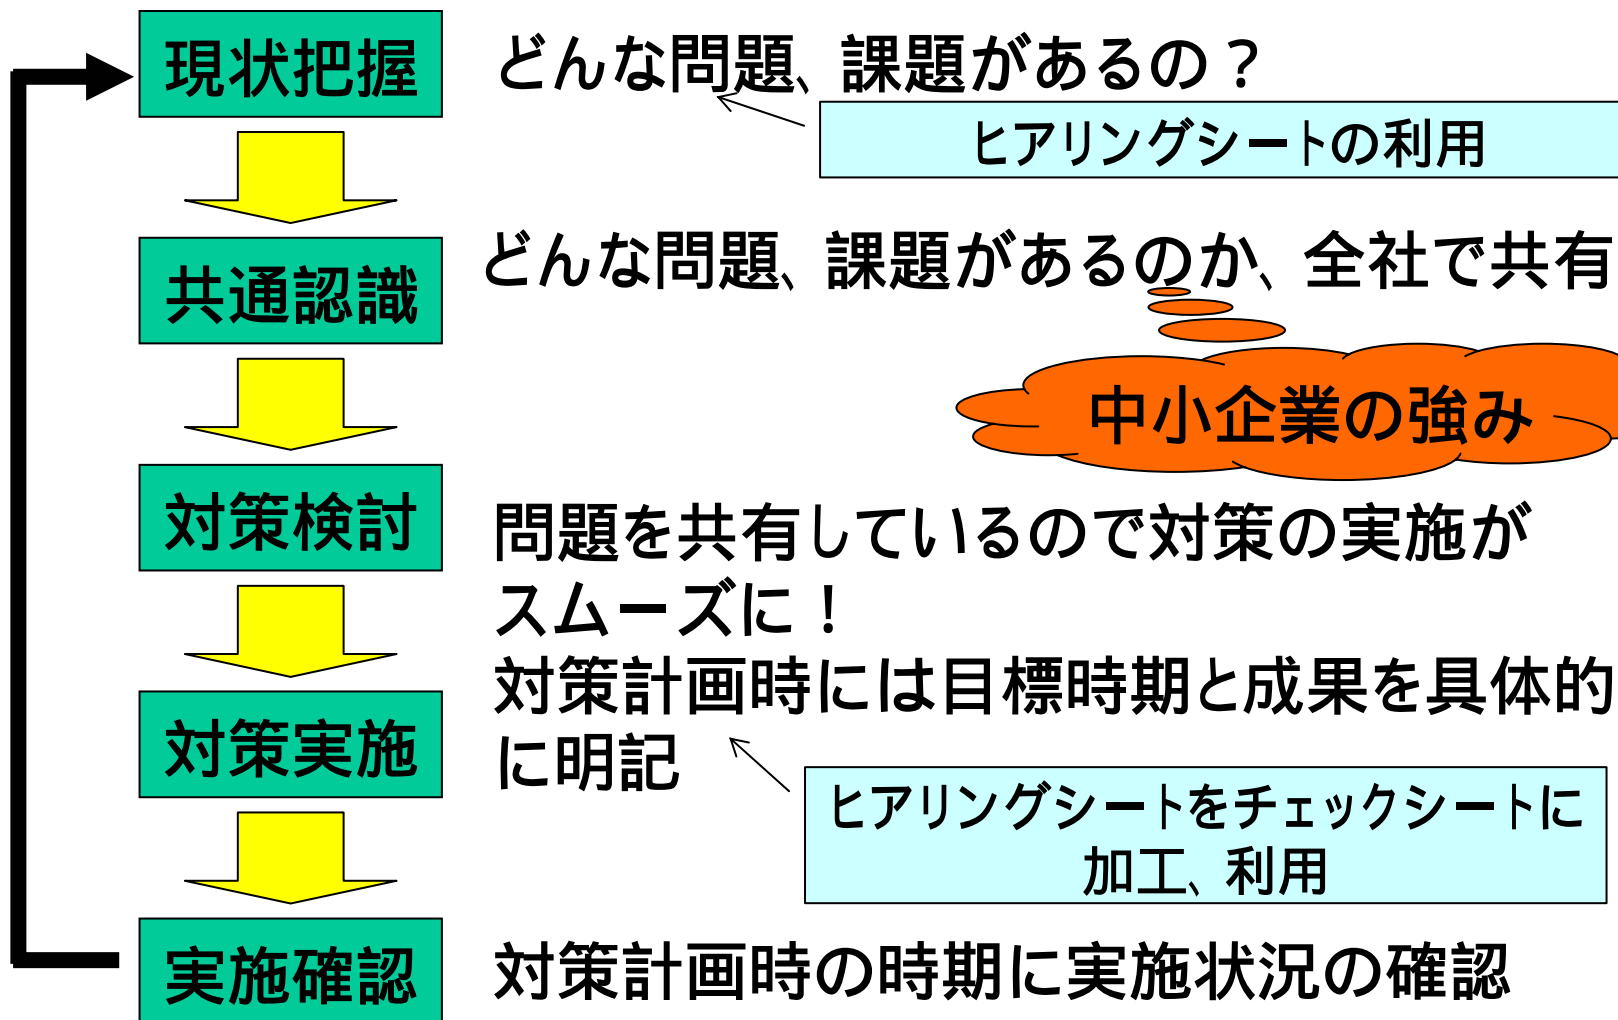 現状把握
どんな問題、課題があるの？
ヒアリングシートの利用
共通認識
どんな問題、課題があるのか、全社で共有
中小企業の強み
対策検討
問題を共有しているので対策の実施が
スムーズに！
対策実施
対策計画時には目標時期と成果を具体的
に明記
ヒアリングシートをチェックシートに
加工、利用
実施確認
対策計画時の時期に実施状況の確認